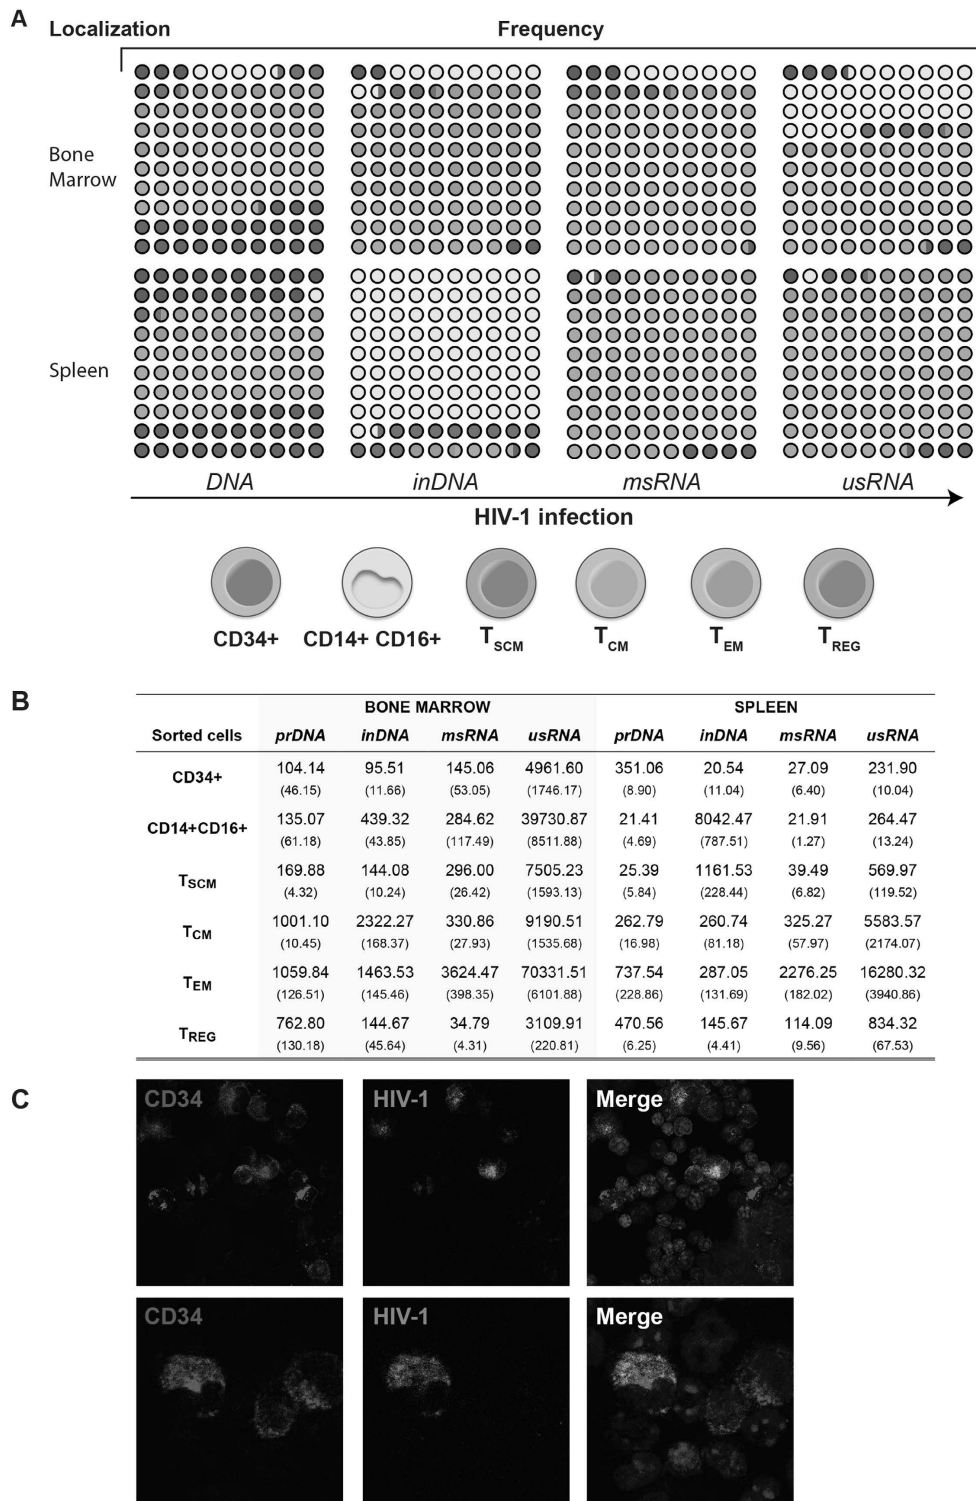 A
Localization Frequency
Bone
Marrow
Spleen
DNA inDNA msRNA usRNA
HIV-1 infection
CD34+ CD14+ CD16+ TSCM TCM TEM TREG
B
BONE MARROW SPLEEN
Sorted cells prDNA inDNA msRNA usRNA prDNA inDNA msRNA usRNA
CD34+ 104.14 95.51 145.06 4961.60 351.06 20.54 27.09 231.90
(46.15) (11.66) (53.05) (1746.17) (8.90) (11.04) (6.40) (10.04)
CD14+CD16+ 135.07 439.32 284.62 39730.87 21.41 8042.47 21.91 264.47
(61.18) (43.85) (117.49) (8511.88) (4.69) (787.51) (1.27) (13.24)
TSCM 169.88 144.08 296.00 7505.23 25.39 1161.53 39.49 569.97
(4.32) (10.24) (26.42) (1593.13) (5.84) (228.44) (6.82) (119.52)
TCM 1001.10 2322.27 330.86 9190.51 262.79 260.74 325.27 5583.57
(10.45) (168.37) (27.93) (1535.68) (16.98) (81.18) (57.97) (2174.07)
TEM 1059.84 1463.53 3624.47 70331.51 737.54 287.05 2276.25 16280.32
(126.51) (145.46) (398.35) (6101.88) (228.86) (131.69) (182.02) (3940.86)
TREG 762.80 144.67 34.79 3109.91 470.56 145.67 114.09 834.32
(130.18) (45.64) (4.31) (220.81) (6.25) (4.41) (9.56) (67.53)
C
CD34 HIV-1 Merge
CD34 HIV-1 Merge